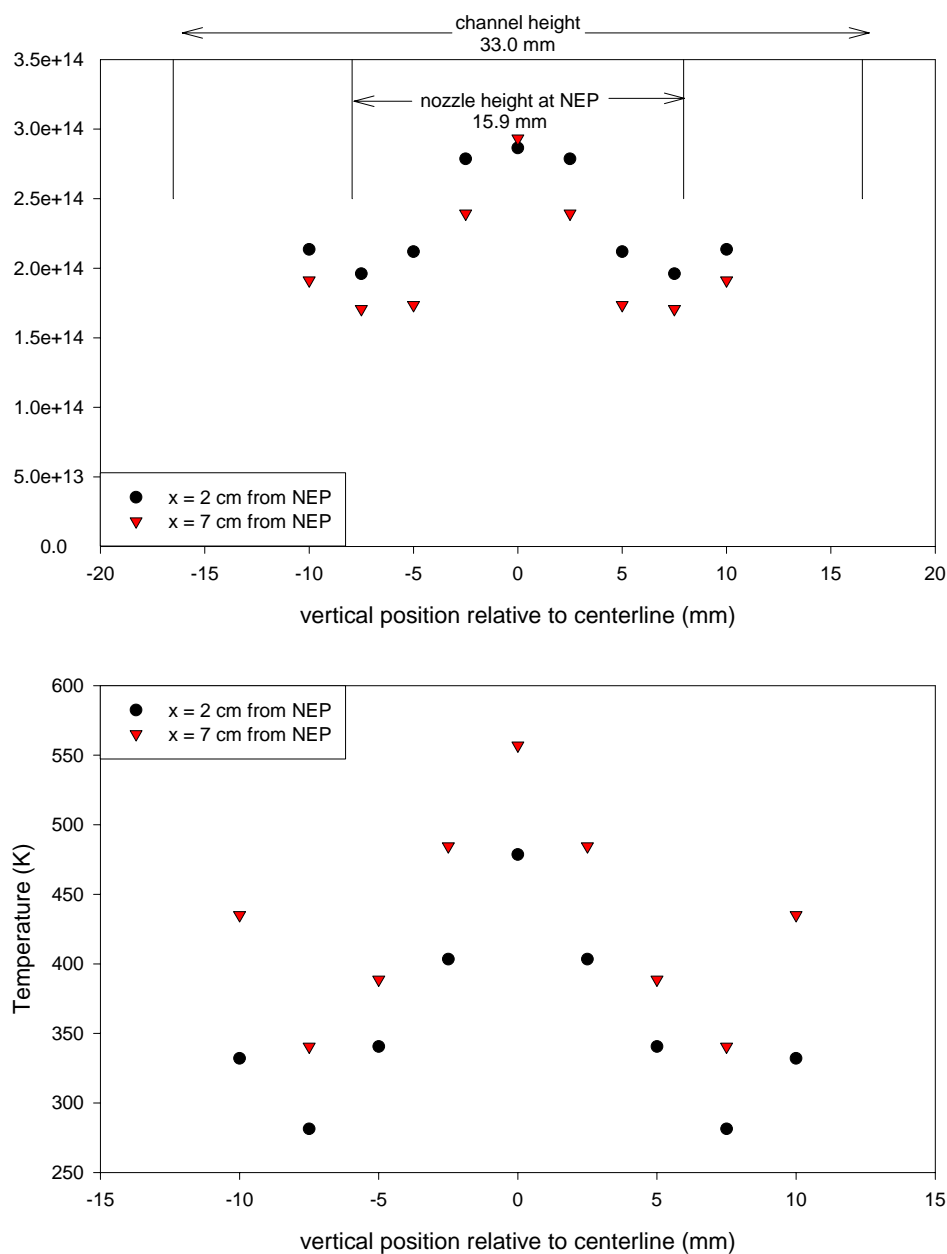 channel height
33.0 mm
3.5e+14
nozzle height at NEP
15.9 mm
3.0e+14
2.5e+14
2.0e+14
1.5e+14
1.0e+14
5.0e+13
0.0
x = 2 cm from NEP
x = 7 cm from NEP
-20 -15 -10 -5 0 5 10 15 20
vertical position relative to centerline (mm)
600
550
500
450
400
350
300
250
Temperature (K)
x = 2 cm from NEP
x = 7 cm from NEP
-15 -10 -5 0 5 10 15
vertical position relative to centerline (mm)